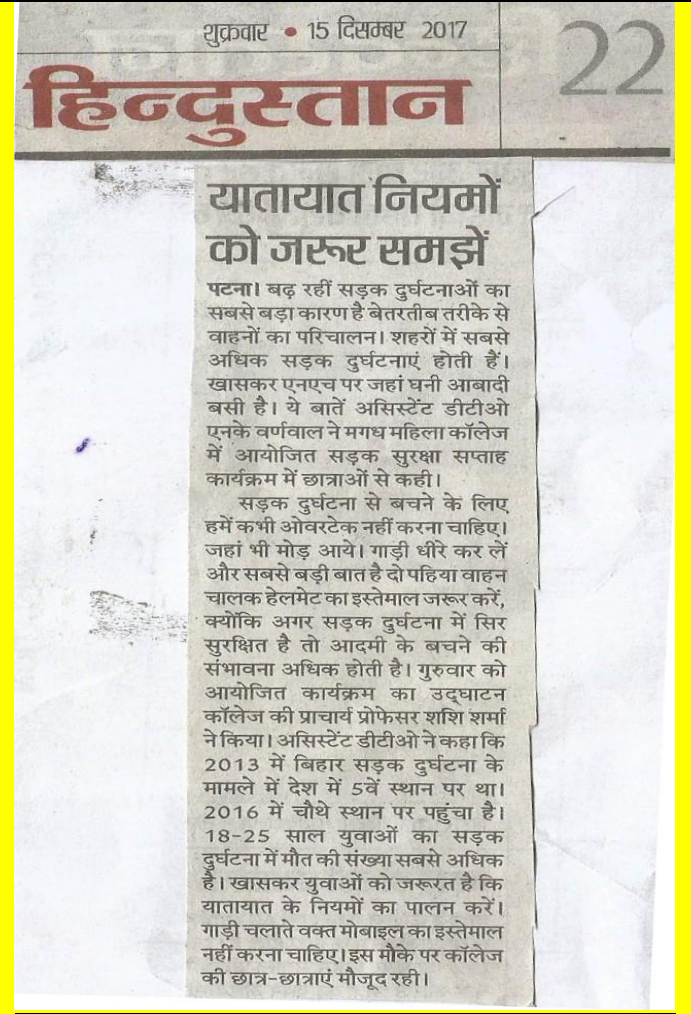 शुक्रवार • 15 दिसम्बर 2017
22
हिन्दुस्तान
यातायात नियमों
को जरुर समझें
पटना। बढ़ रहीं सड़क दुर्घटनाओं का
सबसे बड़ा कारण है बेतरतीब तरीके से
वाहनों का परिचालन। शहरों में सबसे
अधिक सड़क दुर्घटनाएं होती हैं।
खासकर एनएच पर जहां घनी आबादी
बसी है। ये बातें असिस्टेंट डीटीओ
एनके वर्णवाल ने मगध महिला कॉलेज
में आयोजित सड़क सुरक्षा सप्ताह
कार्यक्रम में छात्राओं से कही।
सड़क दुर्घटना से बचने के लिए
हमें कभी ओवरटेक नहीं करना चाहिए।
जहां भी मोड़ आये। गाड़ी धीरे कर लें
और सबसे बड़ी बात है दो पहिया वाहन
चालक हेलमेट का इस्तेमाल जरूर करें,
क्योंकि अगर सड़क दुर्घटना में सिर
सुरक्षित है तो आदमी के बचने की
संभावना अधिक होती है। गुरुवार को
आयोजित कार्यक्रम का उद्घाटन
कॉलेज की प्राचार्य प्रोफेसर शशि शर्मा
ने किया। असिस्टेंट डीटीओ ने कहा कि
2013 में बिहार सड़क दुर्घटना के
मामले में देश में 5वें स्थान पर था।
2016 में चौथे स्थान पर पहुंचा है।
18-25 साल युवाओं का सड़क
दुर्घटना में मौत की संख्या सबसे अधिक
है। खासकर युवाओं को जरूरत है कि
यातायात के नियमों का पालन करें।
गाड़ी चलाते वक्त मोबाइल का इस्तेमाल
नहीं करना चाहिए। इस मौके पर कॉलेज
की छात्र-छात्राएं मौजूद रही।